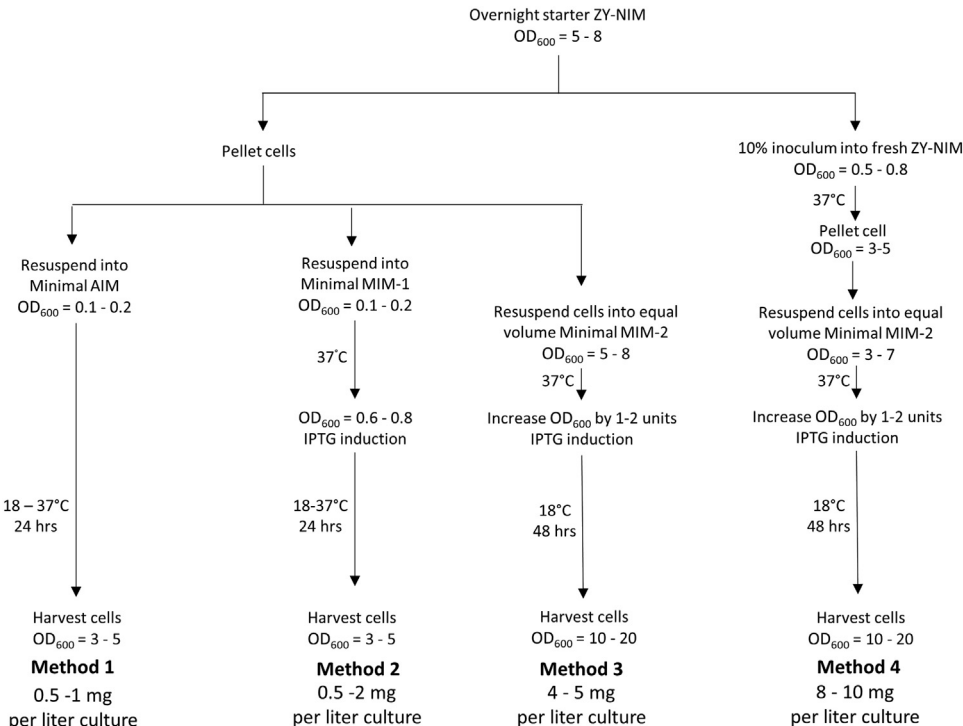 Overnight starter ZY-NIM
OD600 = 5 - 8
Pellet cells
10% inoculum into fresh ZY-NIM
OD600 = 0.5 - 0.8
37°C
Pellet cell
OD600 = 3-5
Resuspend into
Minimal AIM
OD600 = 0.1 - 0.2
Resuspend into
Minimal MIM-1
OD600 = 0.1 - 0.2
Resuspend cells into equal
volume Minimal MIM-2
OD600 = 5 - 8
Resuspend cells into equal
volume Minimal MIM-2
OD600 = 3 - 7
37°C
37°C
37°C
OD600 = 0.6 - 0.8
IPTG induction
Increase OD600 by 1-2 units
IPTG induction
Increase OD600 by 1-2 units
IPTG induction
18 – 37°C
24 hrs
18-37°C
24 hrs
18°C
48 hrs
18°C
48 hrs
Harvest cells
OD600 = 3 - 5
Method 1
0.5 -1 mg
per liter culture
Harvest cells
OD600 = 3 - 5
Method 2
0.5 -2 mg
per liter culture
Harvest cells
OD600 = 10 - 20
Method 3
4 - 5 mg
per liter culture
Harvest cells
OD600 = 10 - 20
Method 4
8 - 10 mg
per liter culture